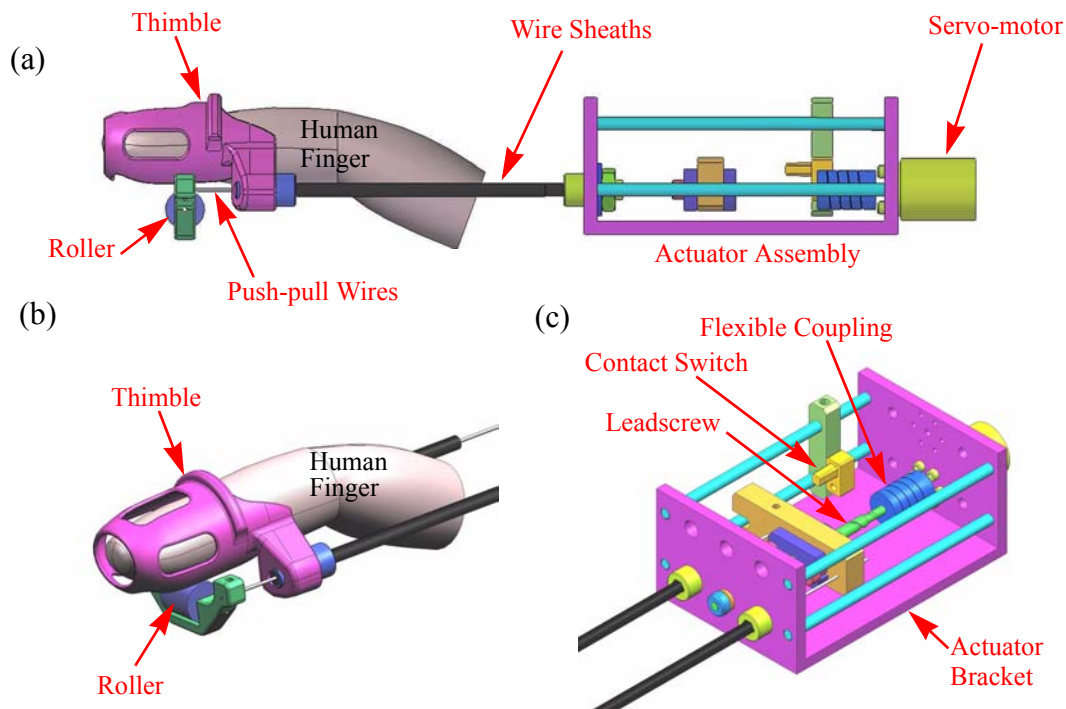 Thimble
Wire Sheaths
Servo-motor
(a)
Human
Finger
Roller
Actuator Assembly
Push-pull Wires
(b)
(c)
Flexible Coupling
Contact Switch
Thimble
Leadscrew
Human
Finger
Roller
Actuator
Bracket